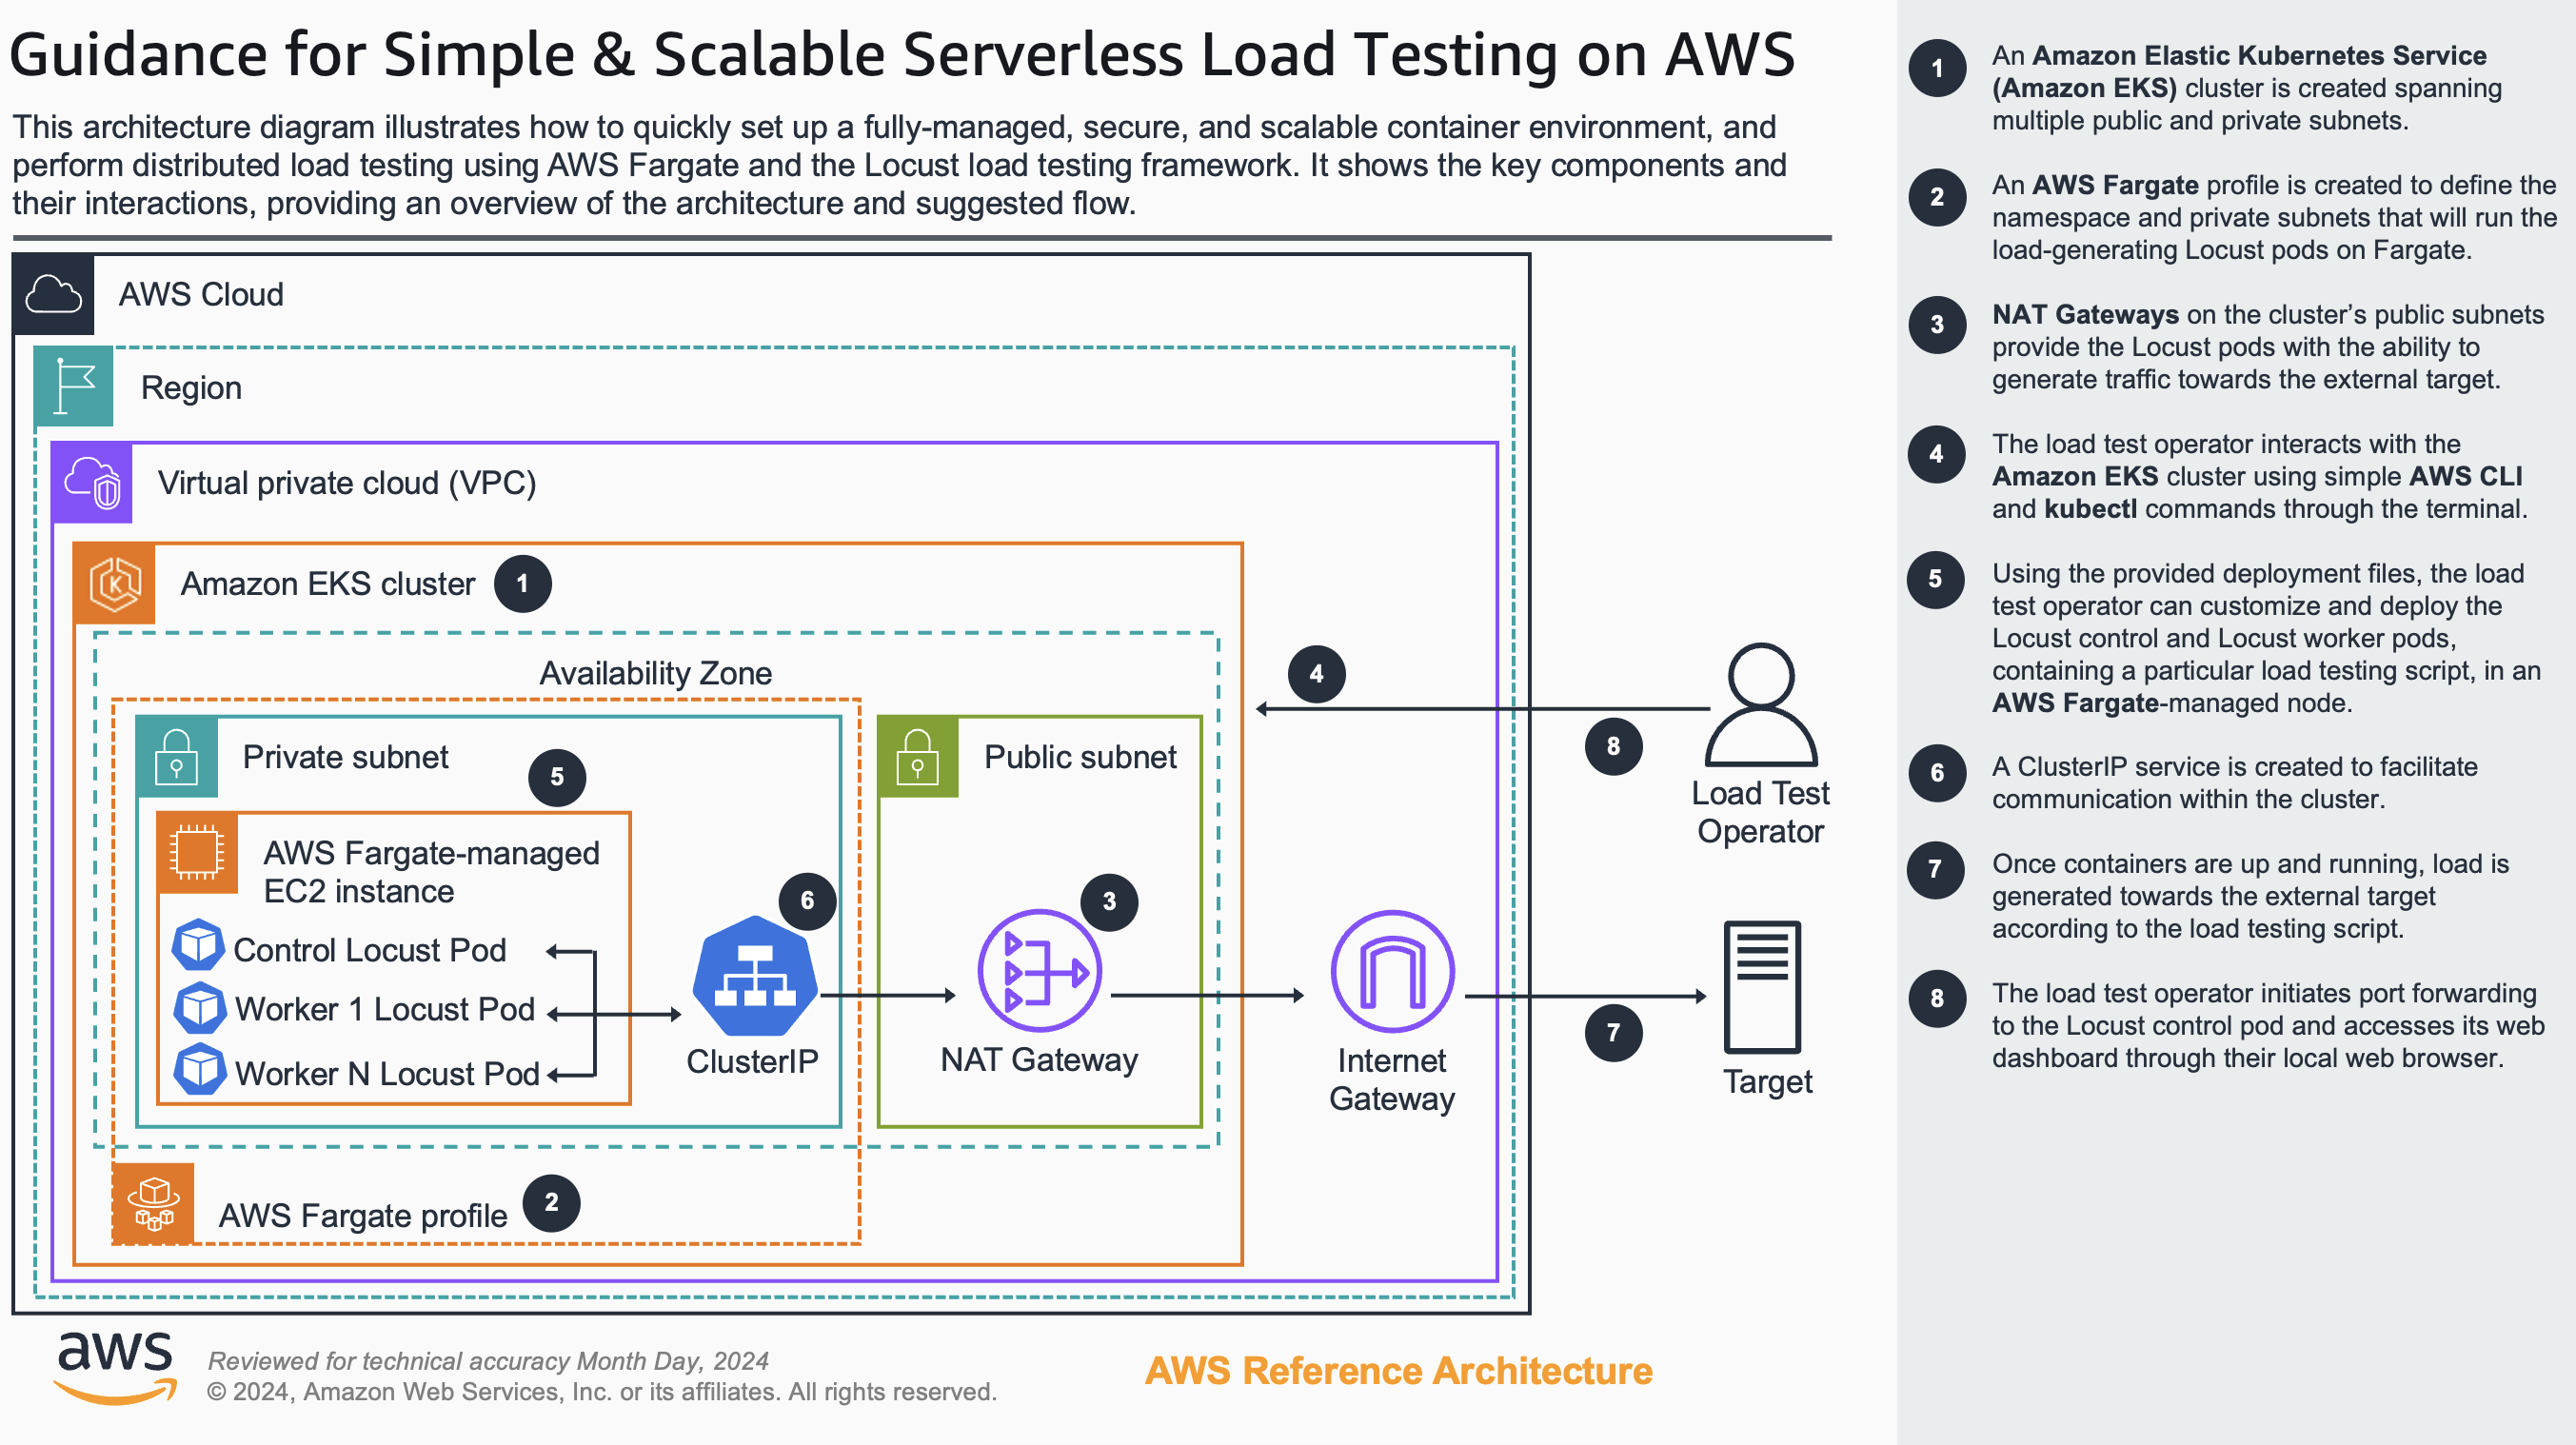 Guidance for Simple & Scalable Serverless Load Testing on AWS
This architecture diagram illustrates how to quickly set up a fully-managed, secure, and scalable container environment, and
perform distributed load testing using AWS Fargate and the Locust load testing framework. It shows the key components and
their interactions, providing an overview of the architecture and suggested flow.
AWS Cloud
Region
Virtual private cloud (VPC)
Amazon EKS cluster
1
Availability Zone
Private subnet
5
AWS Fargate-managed
EC2 instance
Control Locust Pod
Worker 1 Locust Pod
Worker N Locust Pod
6
ClusterIP
Public subnet
3
NAT Gateway
AWS Fargate profile
2
4
8
Load Test
Operator
Internet
Gateway
7
Target
aws
Reviewed for technical accuracy Month Day, 2024
© 2024, Amazon Web Services, Inc. or its affiliates. All rights reserved.
AWS Reference Architecture
1
An Amazon Elastic Kubernetes Service
(Amazon EKS) cluster is created spanning
multiple public and private subnets.
2
An AWS Fargate profile is created to define the
namespace and private subnets that will run the
load-generating Locust pods on Fargate.
3
NAT Gateways on the cluster’s public subnets
provide the Locust pods with the ability to
generate traffic towards the external target.
4
The load test operator interacts with the
Amazon EKS cluster using simple AWS CLI
and kubectl commands through the terminal.
5
Using the provided deployment files, the load
test operator can customize and deploy the
Locust control and Locust worker pods,
containing a particular load testing script, in an
AWS Fargate-managed node.
6
A ClusterIP service is created to facilitate
communication within the cluster.
7
Once containers are up and running, load is
generated towards the external target
according to the load testing script.
8
The load test operator initiates port forwarding
to the Locust control pod and accesses its web
dashboard through their local web browser.